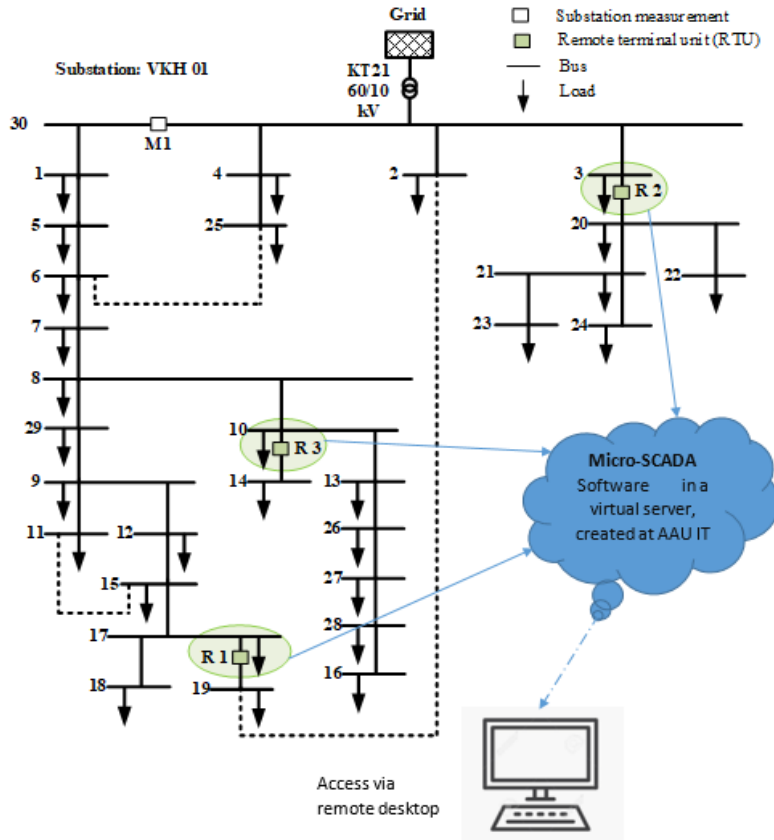 Grid
Substation measurement
Remote terminal unit (RTU)
Bus
Load
Substation: VKH 01
KT21
60/10
kV
30
M1
1
4
2
3
R 2
5
25
20
6
21
22
7
23
24
8
29
10
R 3
9
14
13
11
12
26
15
27
17
28
R 1
16
18
19
Micro-SCADA
Software in a
virtual server,
created at AAU IT
Access via
remote desktop